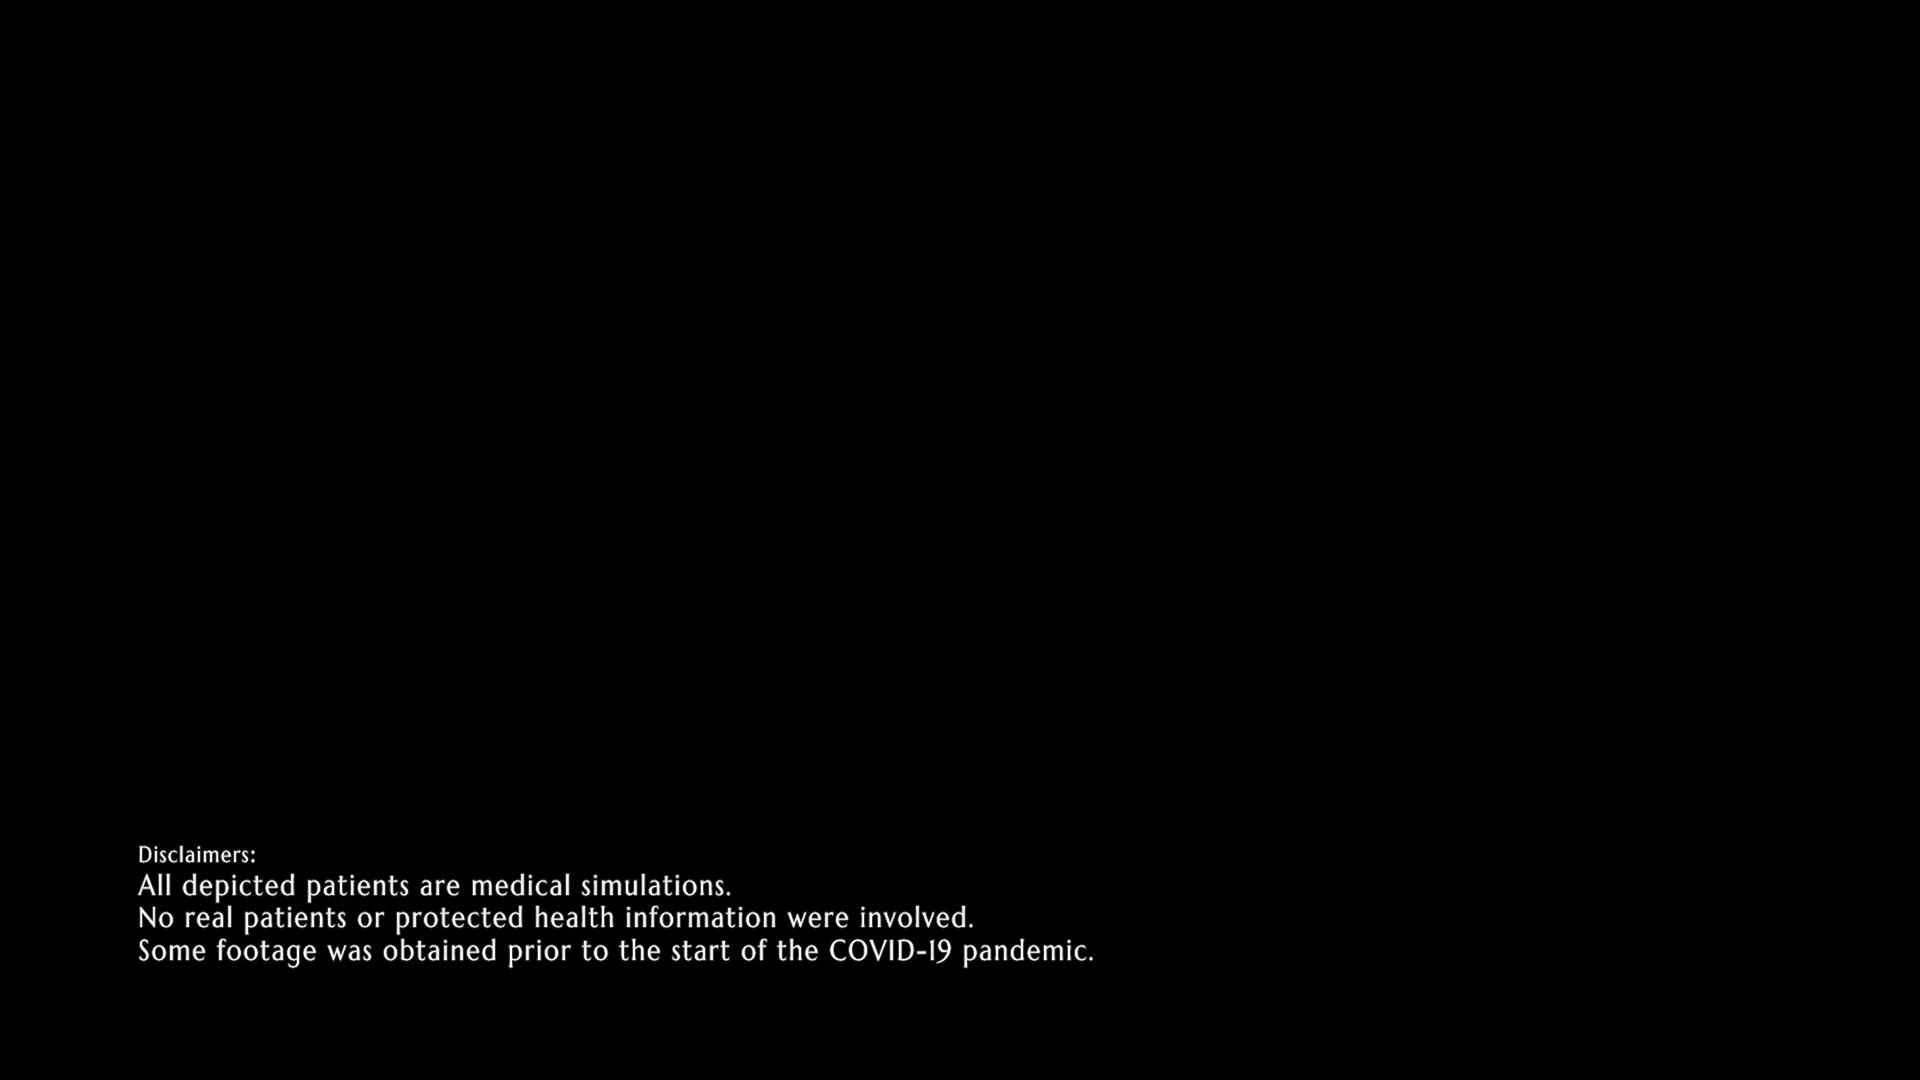 Disclaimers:
All depicted patients are medical simulations.
No real patients or protected health information were involved.
Some footage was obtained prior to the start of the COVID-19 pandemic.